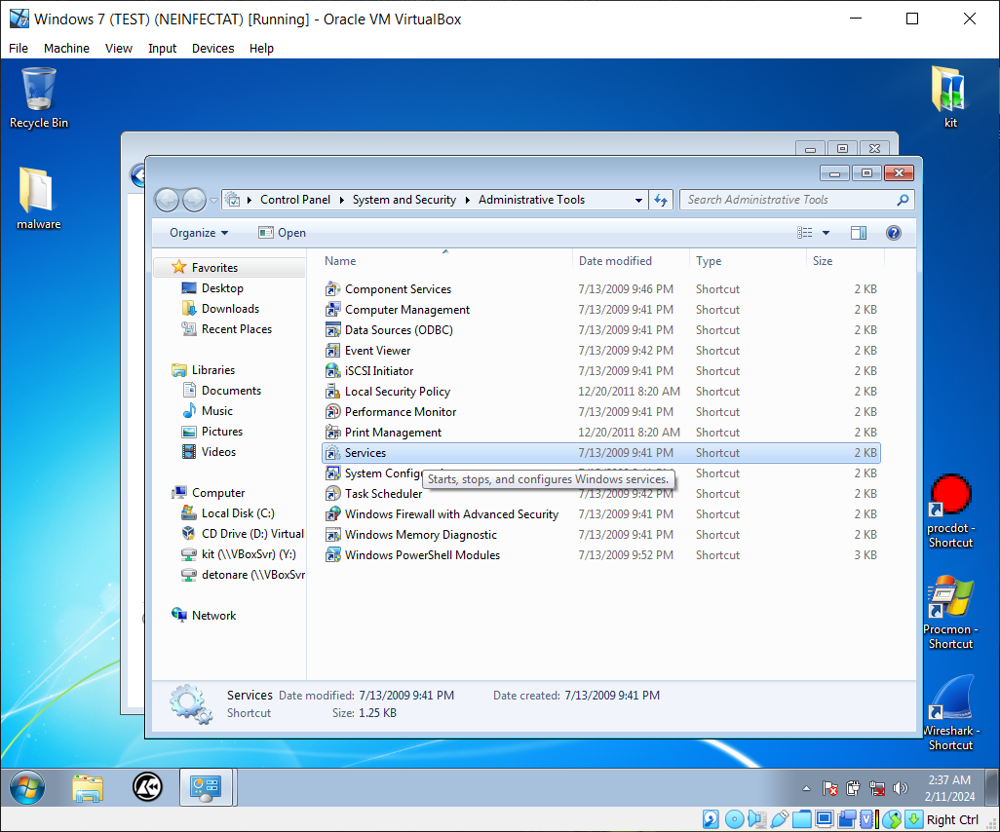 Windows 7 (TEST) (NEINFECTAT) [Running] - Oracle VM VirtualBox
File Machine View Input Devices Help
Recycle Bin
kit
malware
Control Panel System and Security Administrative Tools
Search Administrative Tools
Organize Open
Name Date modified Type Size
Favorites
Desktop
Downloads
Recent Places
Libraries
Documents
Music
Pictures
Videos
Computer
Local Disk (C:)
CD Drive (D:) Virtual
kit (\\VBoxSvr) (Y:)
detonare (\\VBoxSvr
Network
Component Services 7/13/2009 9:46 PM Shortcut 2 KB
Computer Management 7/13/2009 9:41 PM Shortcut 2 KB
Data Sources (ODBC) 7/13/2009 9:41 PM Shortcut 2 KB
Event Viewer 7/13/2009 9:42 PM Shortcut 2 KB
iSCSI Initiator 7/13/2009 9:41 PM Shortcut 2 KB
Local Security Policy 12/20/2011 8:20 AM Shortcut 2 KB
Performance Monitor 7/13/2009 9:41 PM Shortcut 2 KB
Print Management 12/20/2011 8:20 AM Shortcut 2 KB
Services 7/13/2009 9:41 PM Shortcut 2 KB
System Shortcut 2 KB
Starts, stops, and configures Windows services.
Task Scheduler 7/13/2009 9:42 PM Shortcut 2 KB
Windows Firewall with Advanced Security 7/13/2009 9:41 PM Shortcut 2 KB
Windows Memory Diagnostic 7/13/2009 9:41 PM Shortcut 2 KB
Windows PowerShell Modules 7/13/2009 9:52 PM Shortcut 3 KB
Services Date modified: 7/13/2009 9:41 PM Date created: 7/13/2009 9:41 PM
Shortcut Size: 1.25 KB
procdot -
Shortcut
Procmon -
Shortcut
Wireshark -
Shortcut
2:37 AM
2/11/2024
Right Ctrl